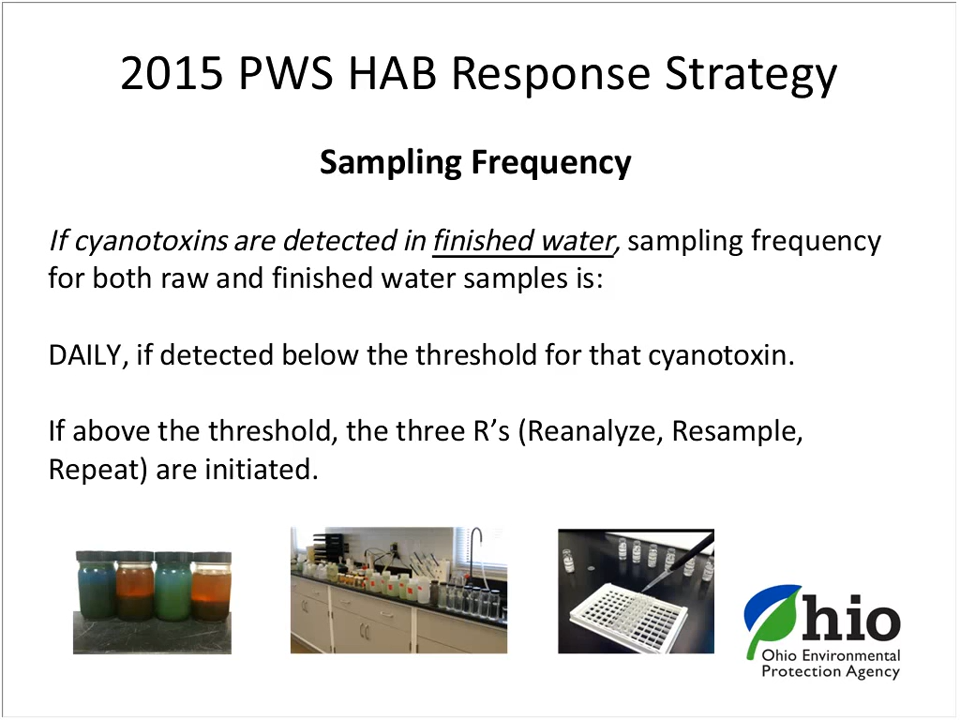 2015 PWS HAB Response Strategy
Sampling Frequency
If cyanotoxins are detected in finished water, sampling frequency
for both raw and finished water samples is:
DAILY, if detected below the threshold for that cyanotoxin.
If above the threshold, the three R’s (Reanalyze, Resample,
Repeat) are initiated.
Ohio
Ohio Environmental
Protection Agency